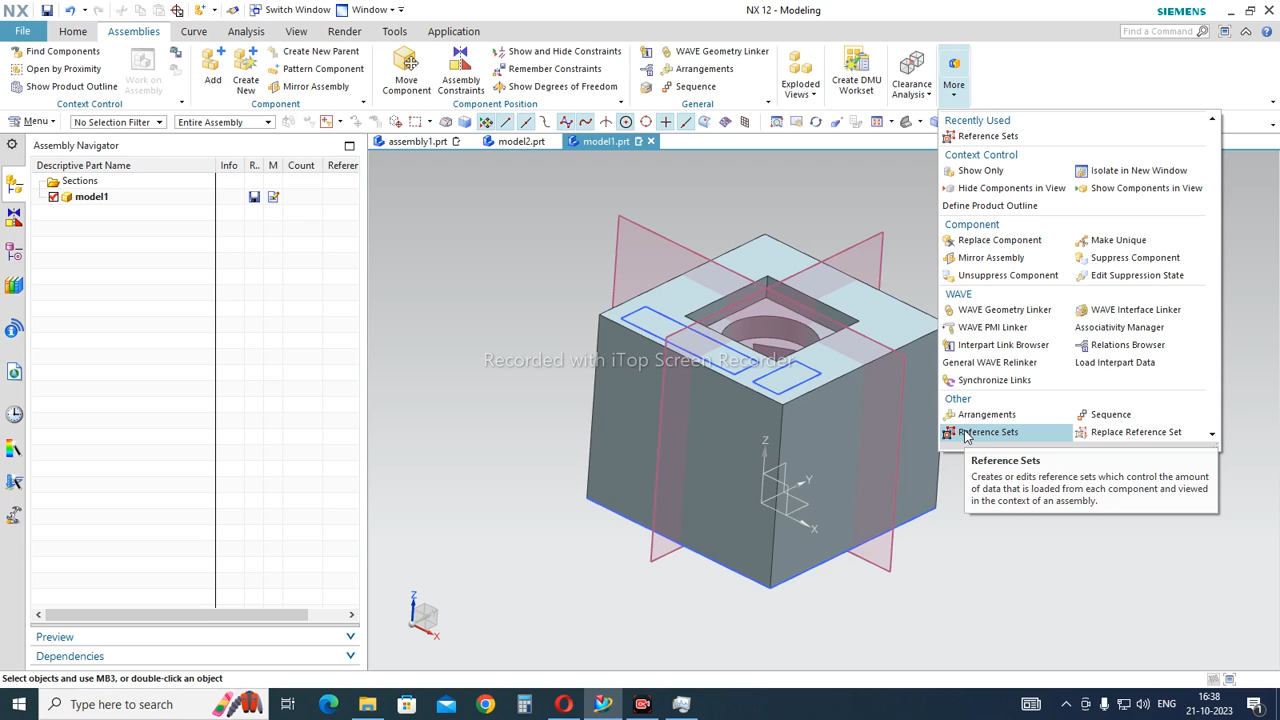 NX Switch Window Window NX 12 - Modeling SIEMENS
File Home Assemblies Curve Analysis View Render Tools Application Find a Command
Find Components
Open by Proximity
Show Product Outline
Work on Assembly
Context Control
Add
Create New
Create New Parent
Pattern Component
Mirror Assembly
Component
Move Component
Assembly Constraints
Show and Hide Constraints
Remember Constraints
Show Degrees of Freedom
Component Position
WAVE Geometry Linker
Arrangements
Sequence
General
Exploded Views
Create DMU Workset
Clearance Analysis
More
Menu No Selection Filter Entire Assembly
Assembly Navigator
assembly1.prt model2.prt model1.prt
Descriptive Part Name Info R.. M Count Referer
Sections
model1
Recently Used
Reference Sets
Context Control
Show Only Isolate in New Window
Hide Components in View Show Components in View
Define Product Outline
Component
Replace Component Make Unique
Mirror Assembly Suppress Component
Unsuppress Component Edit Suppression State
WAVE
WAVE Geometry Linker WAVE Interface Linker
WAVE PMI Linker Associativity Manager
Interpart Link Browser Relations Browser
General WAVE Relinker Load Interpart Data
Synchronize Links
Other
Arrangements Sequence
Reference Sets Replace Reference Set
Reference Sets
Creates or edits reference sets which control the amount
of data that is loaded from each component and viewed
in the context of an assembly.
Recorded with iTop Screen Recorder
Z
Y
X
Z
X
Preview
Dependencies
Select objects and use MB3, or double-click an object
Type here to search
ENG
16:38
21-10-2023